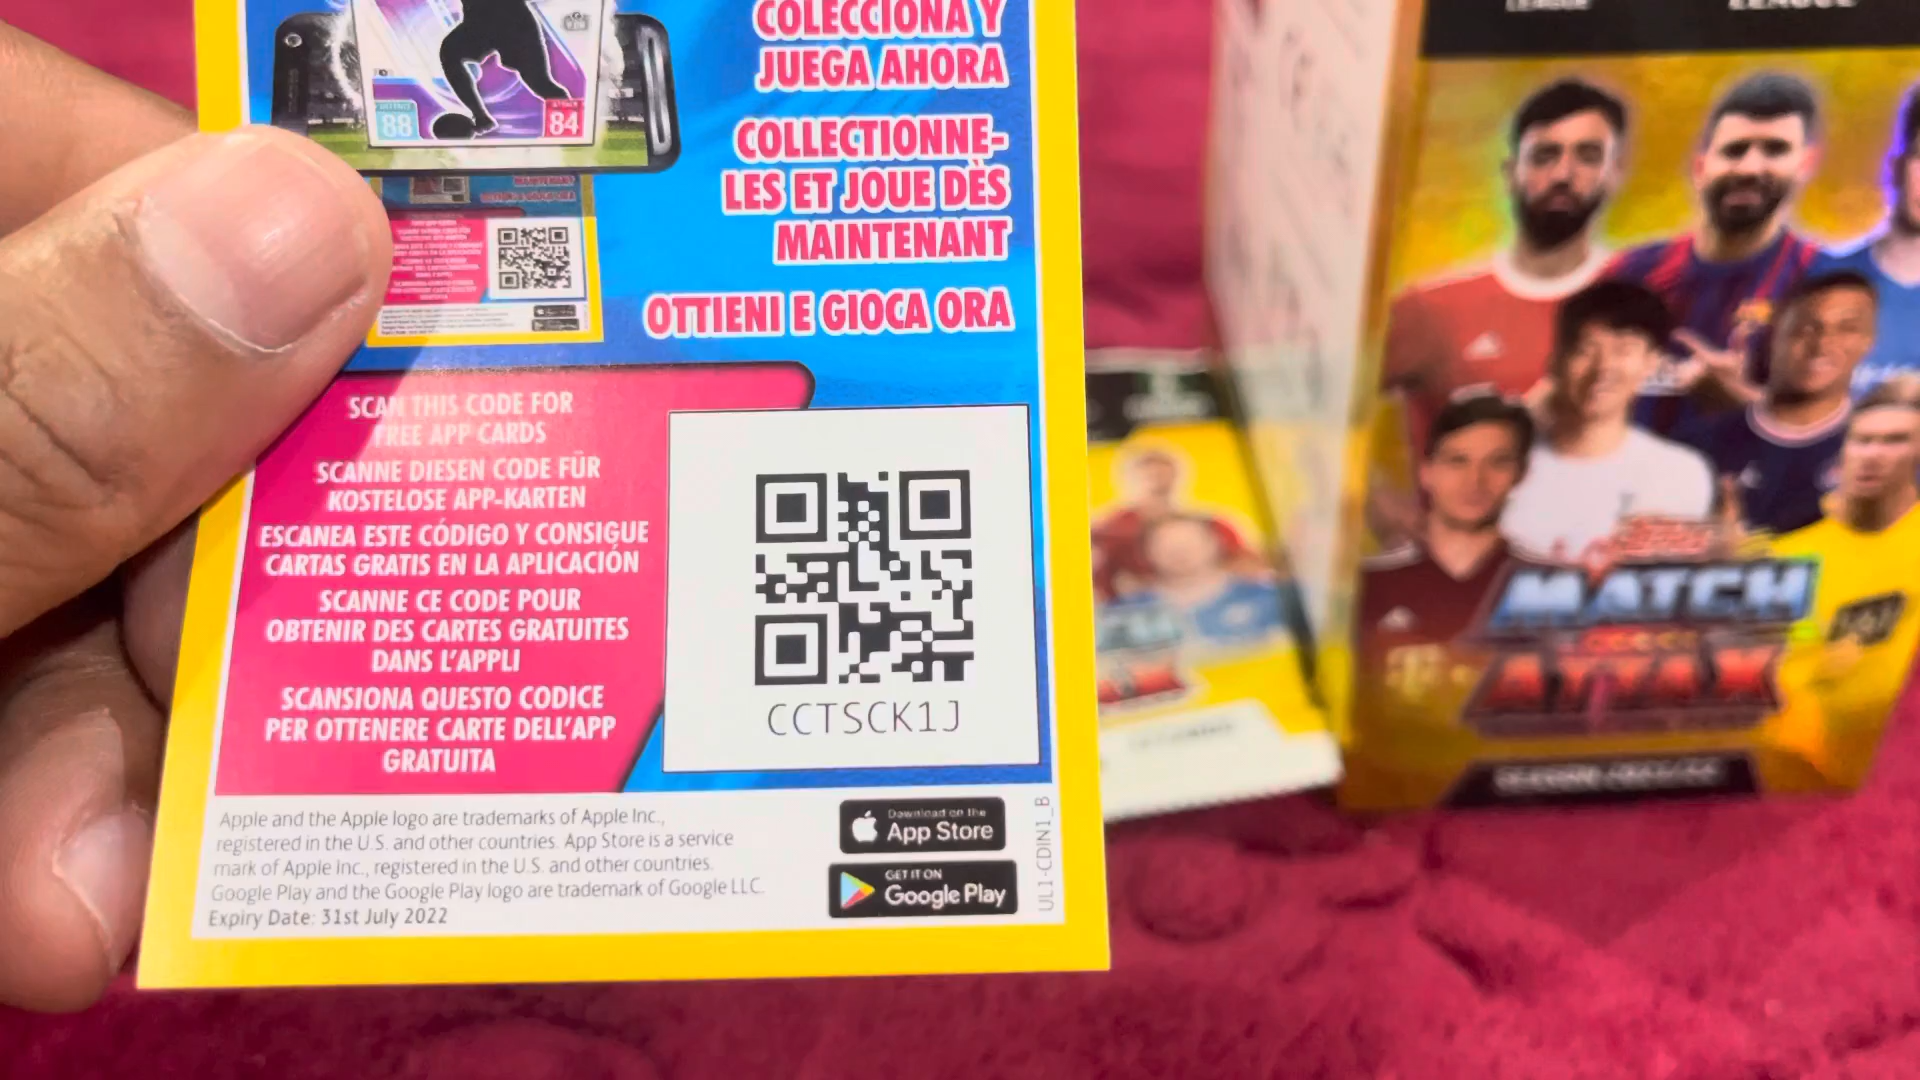 COLECCIONA Y
JUEGA AHORA
COLLECTIONNE-
LES ET JOUE DÈS
MAINTENANT
OTTIENI E GIOCA ORA
88
84
SCAN THIS CODE FOR
FREE APP CARDS
SCANNE DIESEN CODE FÜR
KOSTELOSE APP-KARTEN
ESCANEA ESTE CÓDIGO Y CONSIGUE
CARTAS GRATIS EN LA APLICACIÓN
SCANNE CE CODE POUR
OBTENIR DES CARTES GRATUITES
DANS L'APPLI
SCANSIONA QUESTO CODICE
PER OTTENERE CARTE DELL'APP
GRATUITA
CCTSCK1J
Apple and the Apple logo are trademarks of Apple Inc.,
registered in the U.S. and other countries. App Store is a service
mark of Apple Inc., registered in the U.S. and other countries.
Google Play and the Google Play logo are trademark of Google LLC.
Expiry Date: 31st July 2022
Download on the
App Store
GET IT ON
Google Play
UL1-CDIN1_B
MATCH
ATTAX